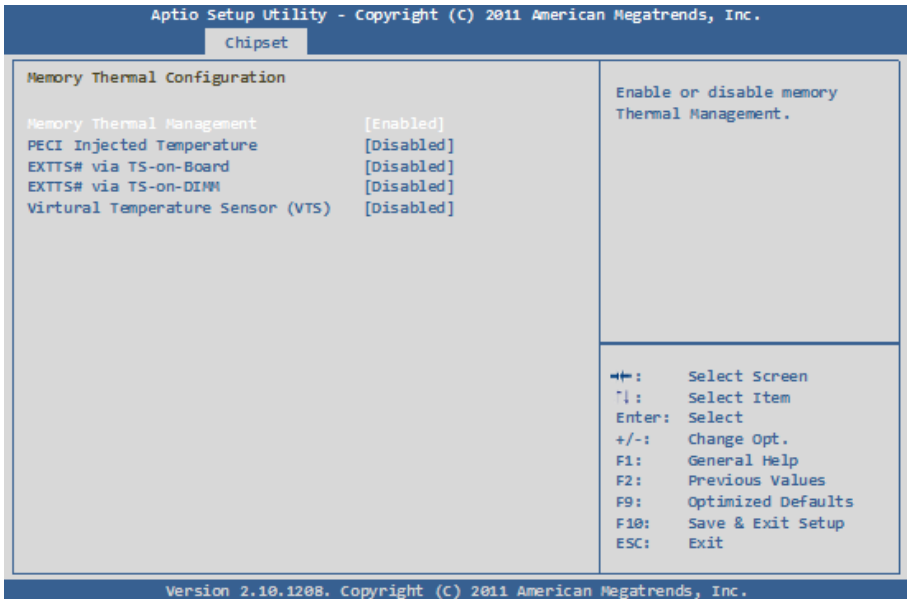 Aptio Setup Utility - Copyright (C) 2011 American Megatrends, Inc.
Chipset
Memory Thermal Configuration
Memory Thermal Management [Enabled]
PECI Injected Temperature [Disabled]
EXTTS# via TS-on-Board [Disabled]
EXTTS# via TS-on-DIMM [Disabled]
Virtural Temperature Sensor (VTS) [Disabled]
Enable or disable memory
Thermal Management.
→←: Select Screen
↑↓: Select Item
Enter: Select
+/-: Change Opt.
F1: General Help
F2: Previous Values
F9: Optimized Defaults
F10: Save & Exit Setup
ESC: Exit
Version 2.10.1208. Copyright (C) 2011 American Megatrends, Inc.